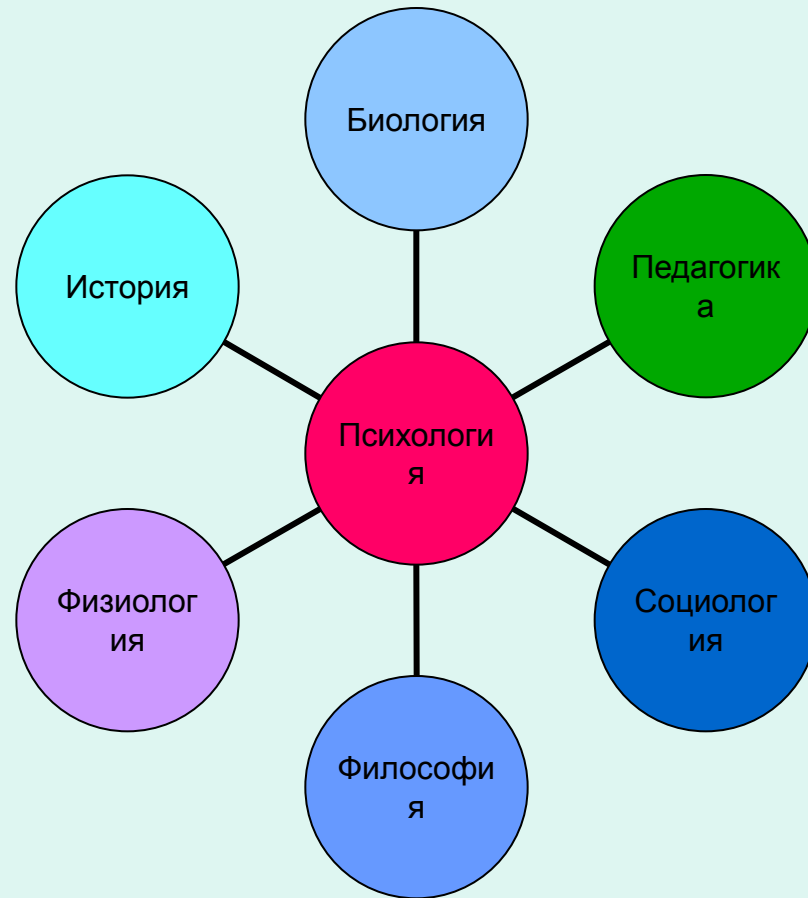 Биология
История
Педагогик
а
Психологи
я
Физиолог
ия
Социолог
ия
Философи
я